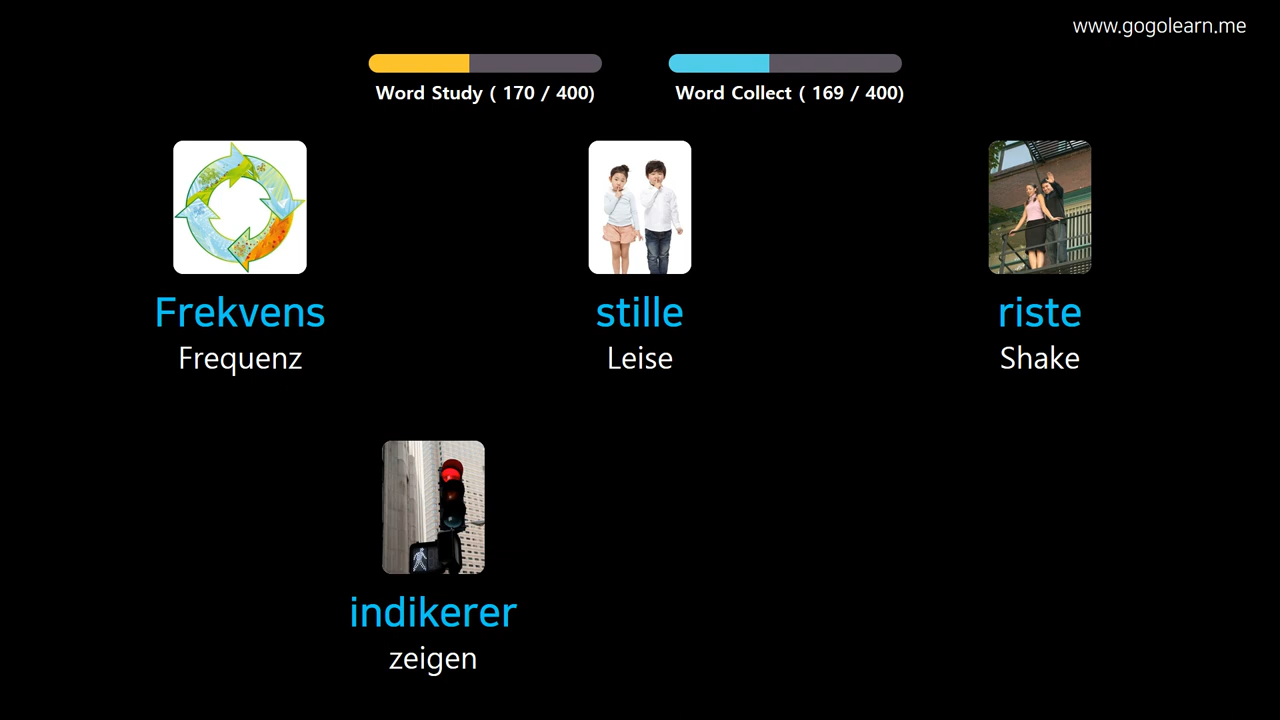 www.gogolearn.me
Word Study ( 170 / 400)
Word Collect ( 169 / 400)
Frekvens
Frequenz
stille
Leise
riste
Shake
indikerer
zeigen